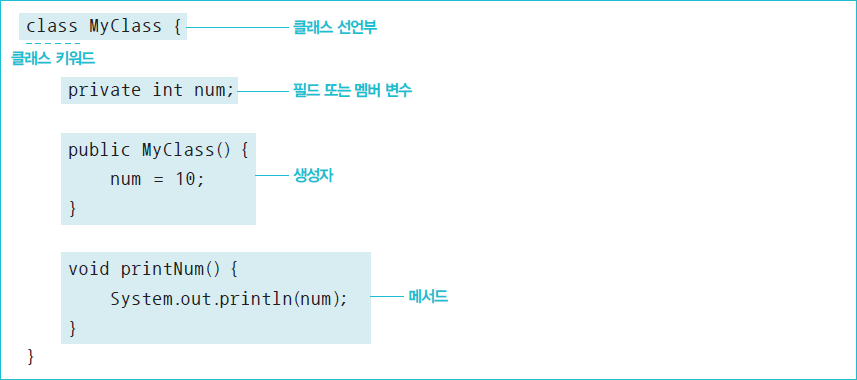 class MyClass { 클래스 선언부
클래스 키워드
private int num; 필드 또는 멤버 변수
public MyClass() {
num = 10; 생성자
}
void printNum() {
System.out.println(num); 메서드
}
}